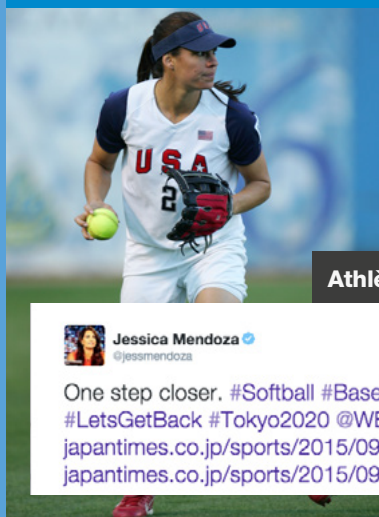 USA
2
Athlè
Jessica Mendoza
@jessmendoza
One step closer. #Softball #Base
#LetsGetBack #Tokyo2020 @WB
japantimes.co.jp/sports/2015/09
japantimes.co.jp/sports/2015/09